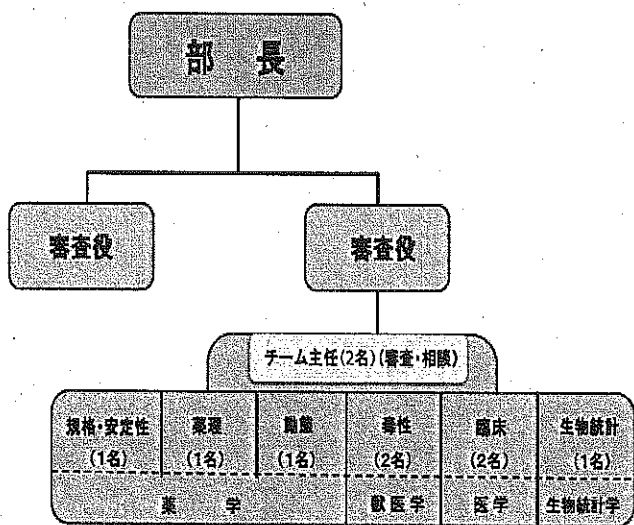 部 長
審査役
審査役
チーム主任(2名)(審査・相談)
規格・安定性 薬理 動態 毒性 臨床 生物統計
(1名) (1名) (1名) (2名) (2名) (1名)
薬 学 獣医学 医学 生物統計学